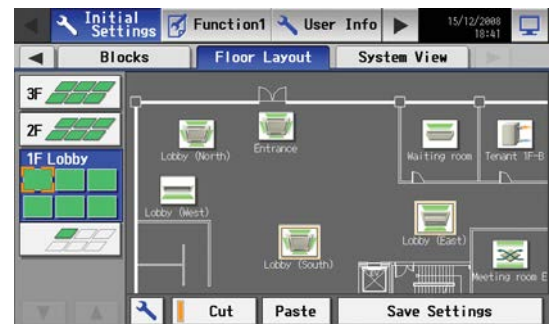 Initial
Settings
Function1
User Info
15/12/2008
18:41
Blocks
Floor Layout
System View
3F
2F
1F Lobby
Lobby (North)
Entrance
Waiting room
Tenant 1F-B
Lobby (West)
Lobby (South)
Lobby (East)
Meeting room E
Cut
Paste
Save Settings